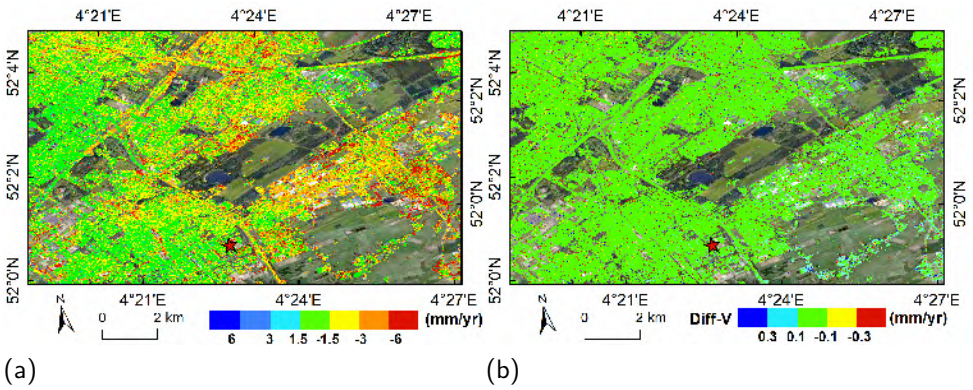 4°21'E 4°24'E 4°27'E 4°21'E 4°24'E 4°27'E
52°4'N 52°2'N 52°4'N 52°2'N
52°2'N 52°0'N 52°2'N 52°0'N
52°0'N 52°0'N
4°21'E 4°24'E 4°27'E 4°21'E 4°24'E 4°27'E
N 0 2 km (mm/yr) N 0 2 km Diff-V (mm/yr)
6 3 1.5 -1.5 -3 -6 0.3 0.1 -0.1 -0.3
(a) (b)